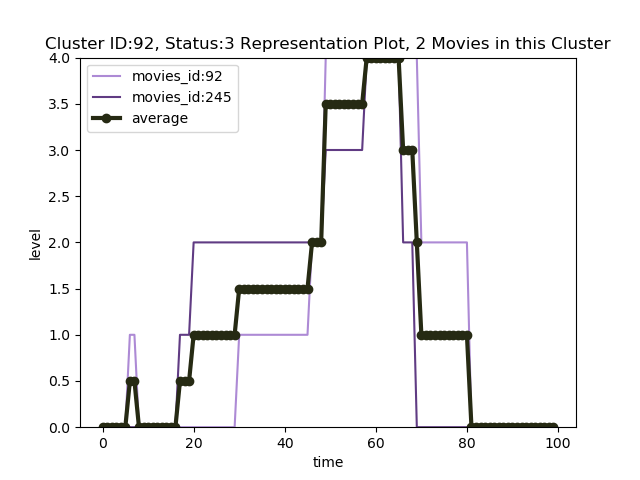 Cluster ID:92, Status:3 Representation Plot, 2 Movies in this Cluster
movies_id:92
movies_id:245
average
4.0
3.5
3.0
2.5
2.0
1.5
1.0
0.5
0.0
level
0 20 40 60 80 100
time